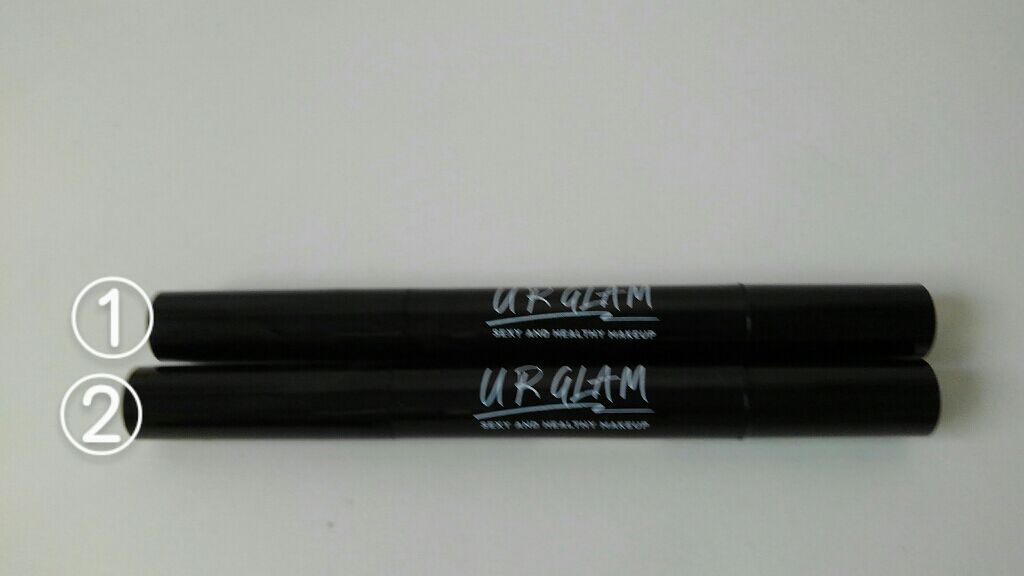 ①
UR GLAM
SEXY AND HEALTHY MAKEUP
②
UR GLAM
SEXY AND HEALTHY MAKEUP